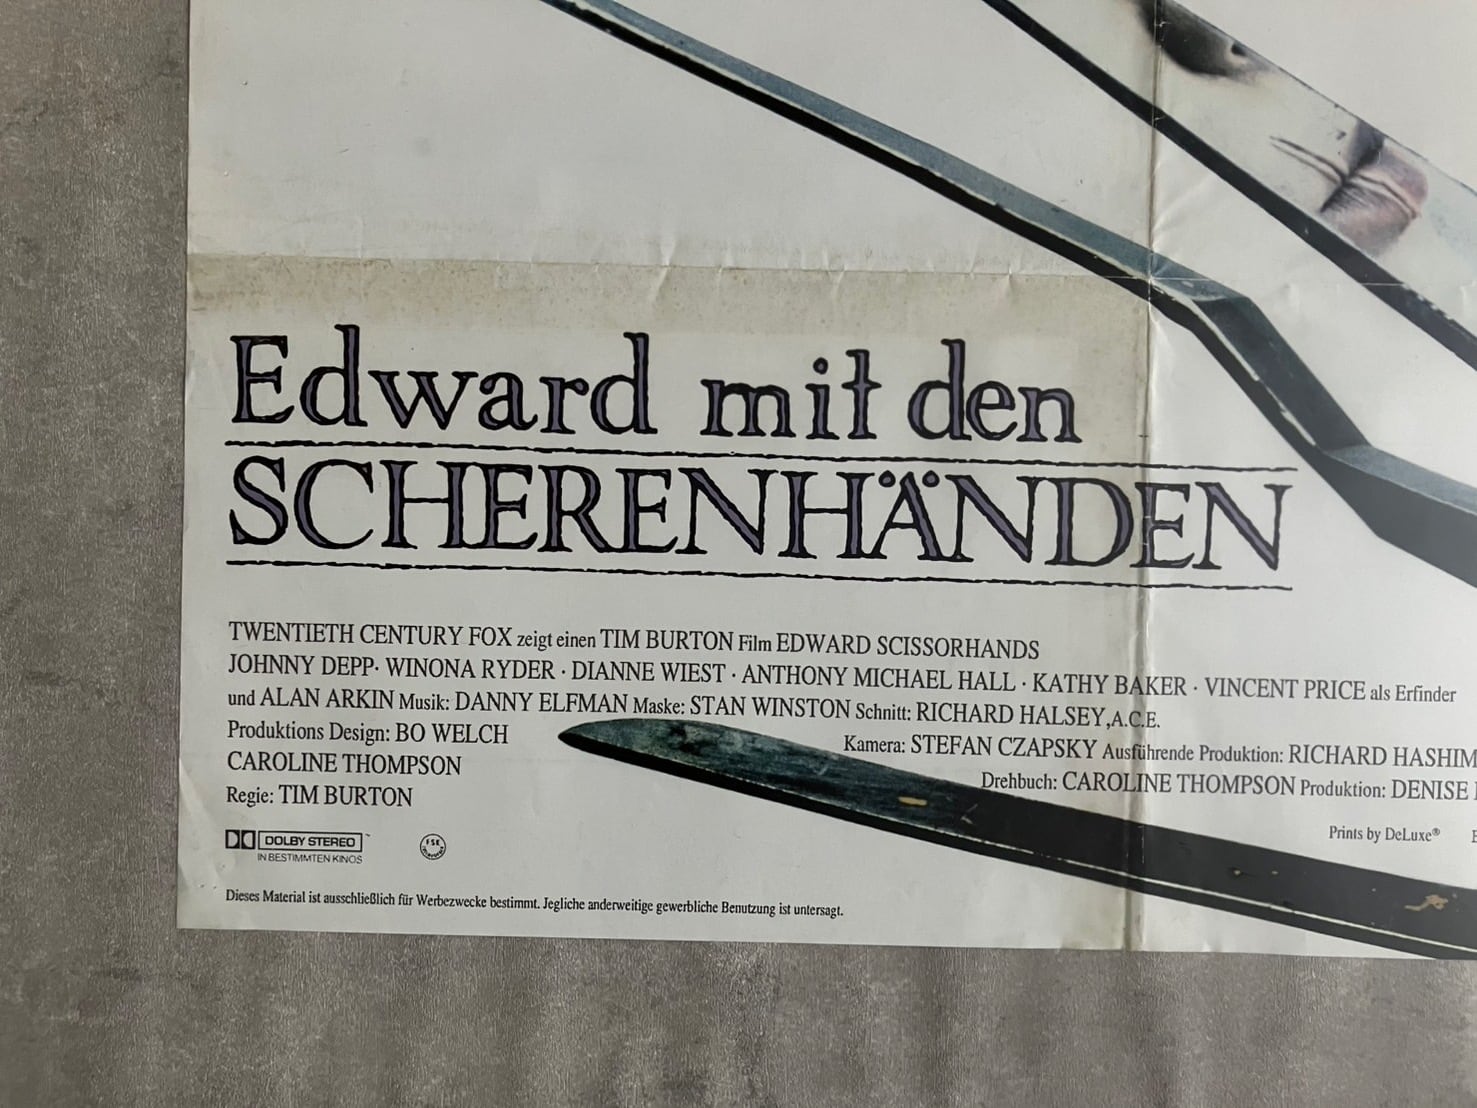 Edward mit den
SCHERENHÄNDEN
TWENTIETH CENTURY FOX zeigt einen TIM BURTON Film EDWARD SCISSORHANDS
JOHNNY DEPP· WINONA RYDER · DIANNE WIEST · ANTHONY MICHAEL HALL · KATHY BAKER · VINCENT PRICE als Erfinder
und ALAN ARKIN Musik: DANNY ELFMAN Maske: STAN WINSTON Schnitt: RICHARD HALSEY,A.C.E.
Produktions Design: BO WELCH Kamera: STEFAN CZAPSKY Ausführende Produktion: RICHARD HASHIM
CAROLINE THOMPSON Drehbuch: CAROLINE THOMPSON Produktion: DENISE
Regie: TIM BURTON
Prints by DeLuxe®
DOLBY STEREO™
IN BESTIMMTEN KINOS
FSK
Dieses Material ist ausschließlich für Werbezwecke bestimmt. Jegliche anderweitige gewerbliche Benutzung ist untersagt.